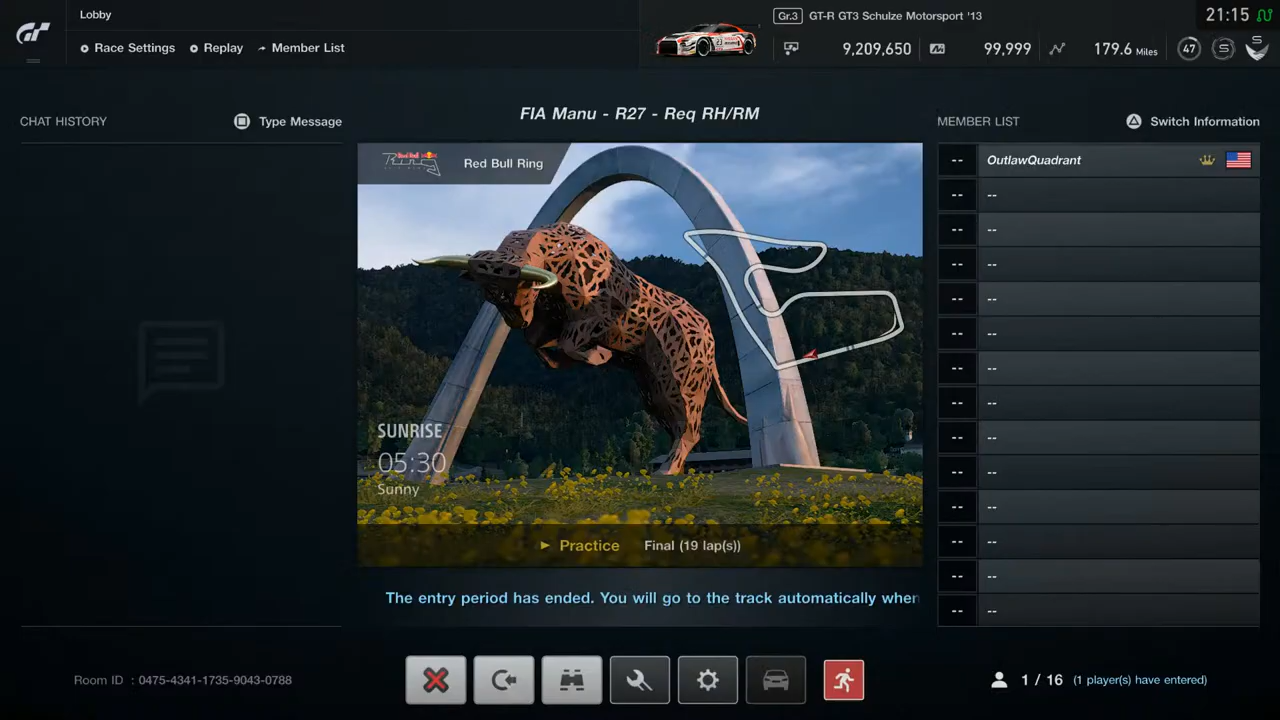 Lobby
Race Settings
Replay
Member List
Gr.3
GT-R GT3 Schulze Motorsport '13
21:15
9,209,650
99,999
179.6 Miles
47
S
S
CHAT HISTORY
Type Message
FIA Manu - R27 - Req RH/RM
MEMBER LIST
Switch Information
Red Bull Ring
-- OutlawQuadrant
-- --
-- --
-- --
-- --
-- --
-- --
-- --
-- --
-- --
-- --
-- --
-- --
-- --
SUNRISE
05:30
Sunny
Practice
Final (19 lap(s))
The entry period has ended. You will go to the track automatically when
Room ID : 0475-4341-1735-9043-0788
1 / 16
(1 player(s) have entered)